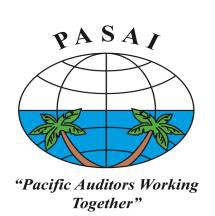 PASAI
"Pacific Auditors Working
Together"